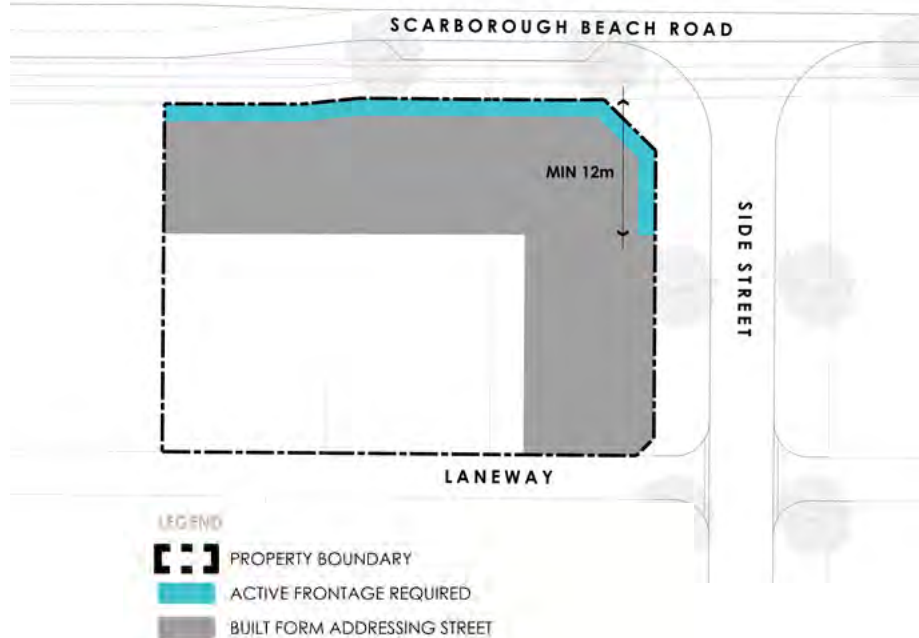 SCARBOROUGH BEACH ROAD
MIN 12m
SIDE STREET
LANEWAY
LEGEND
PROPERTY BOUNDARY
ACTIVE FRONTAGE REQUIRED
BUILT FORM ADDRESSING STREET